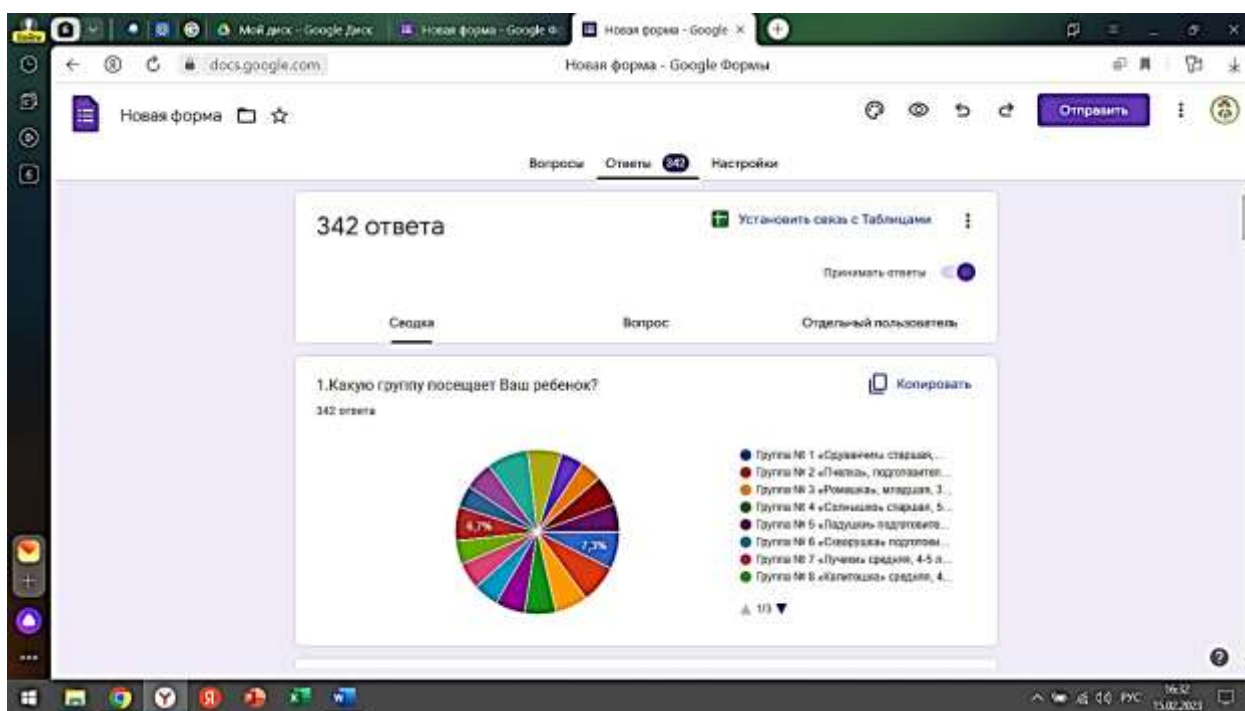 Мой диск - Google Диск
Новая форма - Google Ф
Новая форма - Google
docs.google.com
Новая форма - Google Формы
Новая форма
Отправить
Вопросы Ответы 342 Настройки
342 ответа
Установить связь с Таблицами
Принимать ответы
Сводка Вопрос Отдельный пользователь
1.Какую группу посещает Ваш ребенок?
Копировать
342 ответа
6,7%
7,3%
Группа № 1 «Одуванчик» старшая,...
Группа № 2 «Пчелка», подготовител...
Группа № 3 «Ромашка», младшая, 3...
Группа № 4 «Солнышко» старшая, 5...
Группа № 5 «Ладушки» подготовите...
Группа № 6 «Скворушка» подготови...
Группа № 7 «Лучики» средняя, 4-5 л...
Группа № 8 «Капитошка» средняя, 4...
1/3
РУС
16:32
15.02.2023